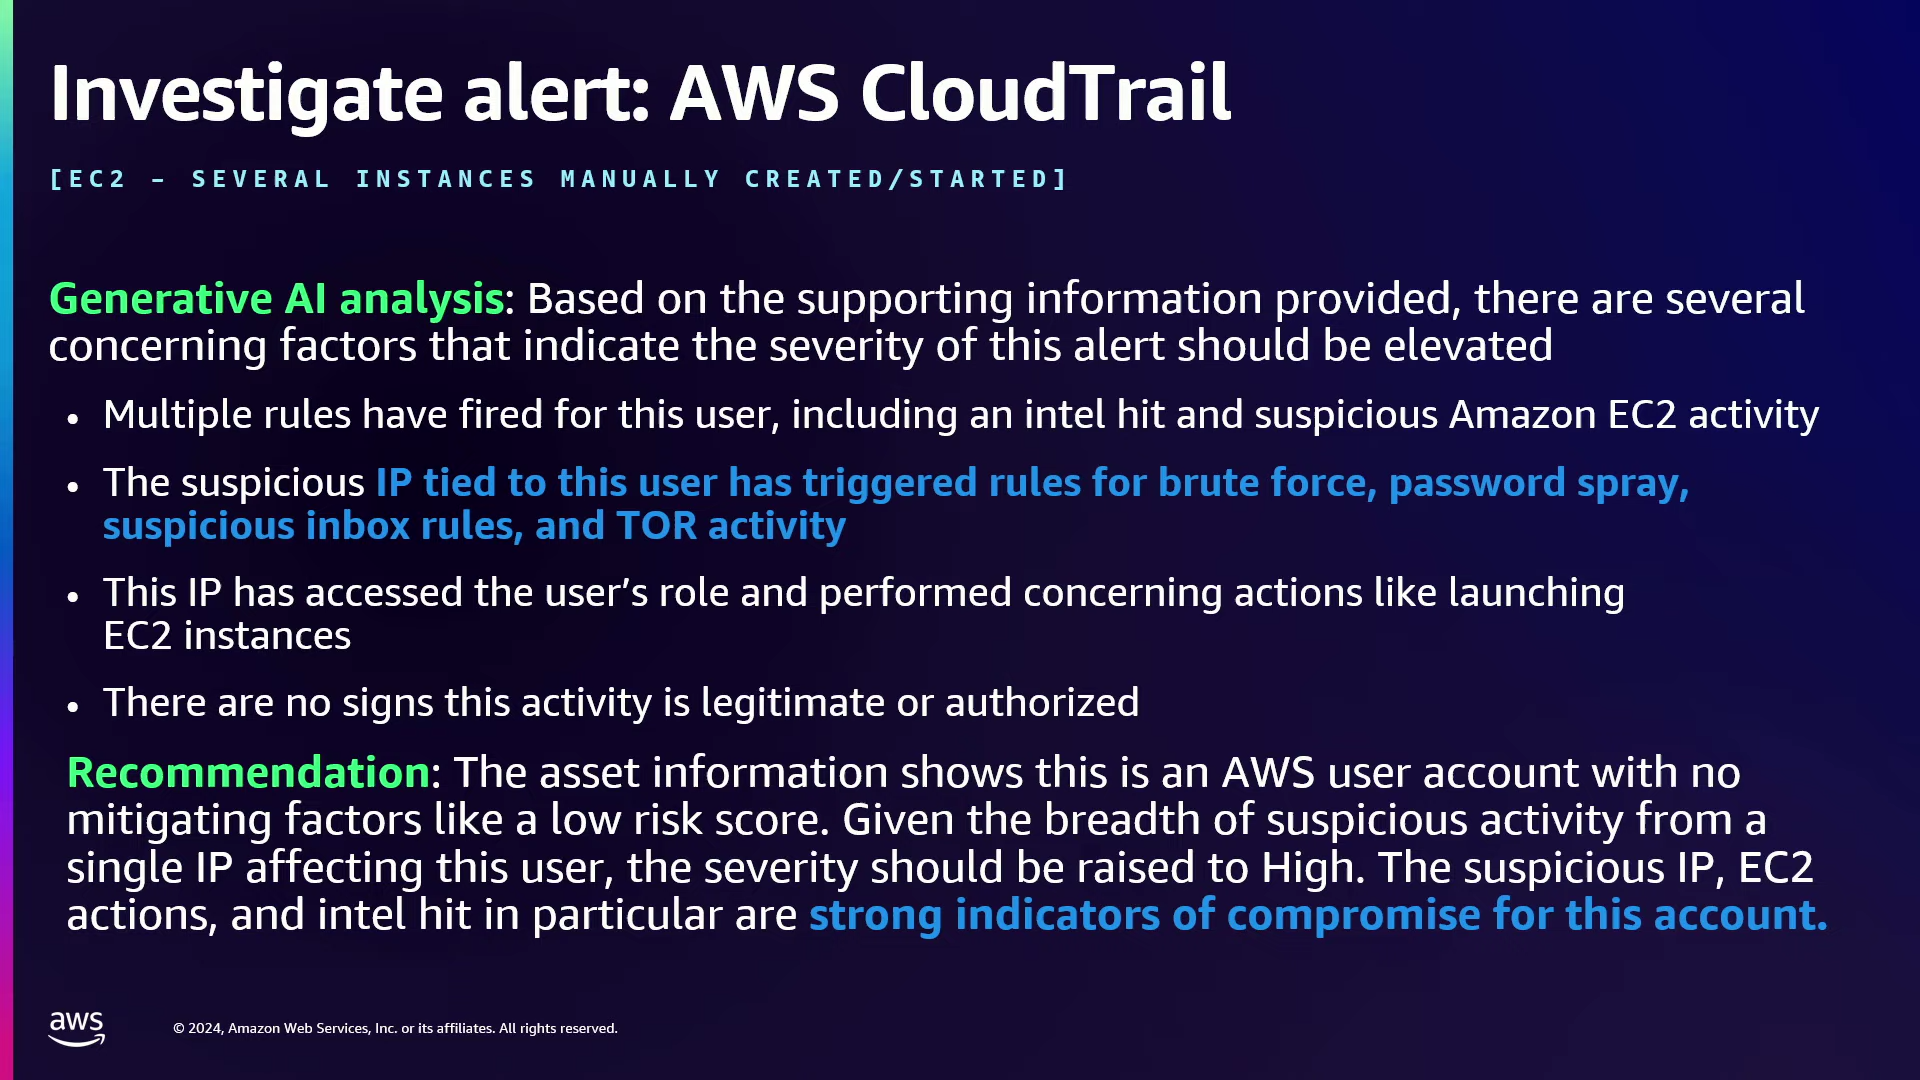 Investigate alert: AWS CloudTrail
[EC2 – SEVERAL INSTANCES MANUALLY CREATED/STARTED]
Generative AI analysis: Based on the supporting information provided, there are several
concerning factors that indicate the severity of this alert should be elevated
• Multiple rules have fired for this user, including an intel hit and suspicious Amazon EC2 activity
• The suspicious IP tied to this user has triggered rules for brute force, password spray,
suspicious inbox rules, and TOR activity
• This IP has accessed the user’s role and performed concerning actions like launching
EC2 instances
• There are no signs this activity is legitimate or authorized
Recommendation: The asset information shows this is an AWS user account with no
mitigating factors like a low risk score. Given the breadth of suspicious activity from a
single IP affecting this user, the severity should be raised to High. The suspicious IP, EC2
actions, and intel hit in particular are strong indicators of compromise for this account.
aws
© 2024, Amazon Web Services, Inc. or its affiliates. All rights reserved.